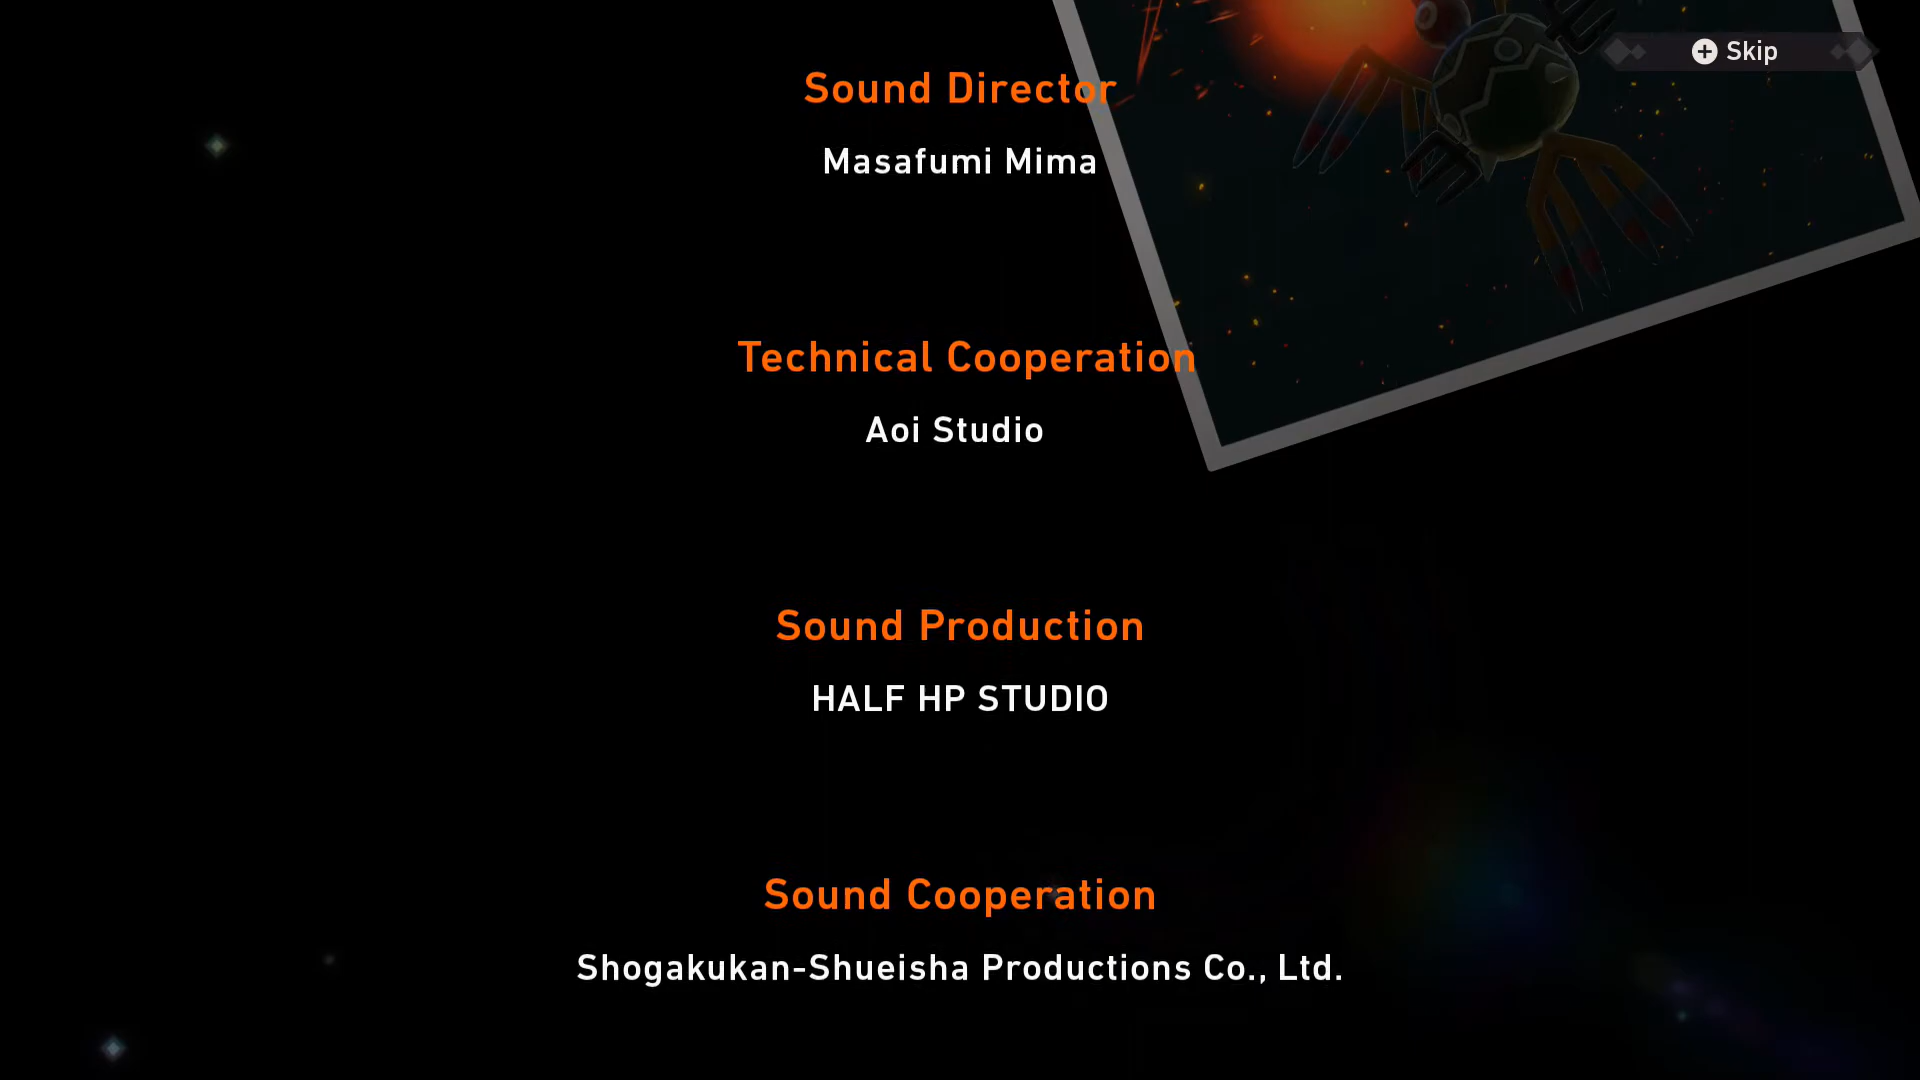 Skip
Sound Director
Masafumi Mima
Technical Cooperation
Aoi Studio
Sound Production
HALF HP STUDIO
Sound Cooperation
Shogakukan-Shueisha Productions Co., Ltd.